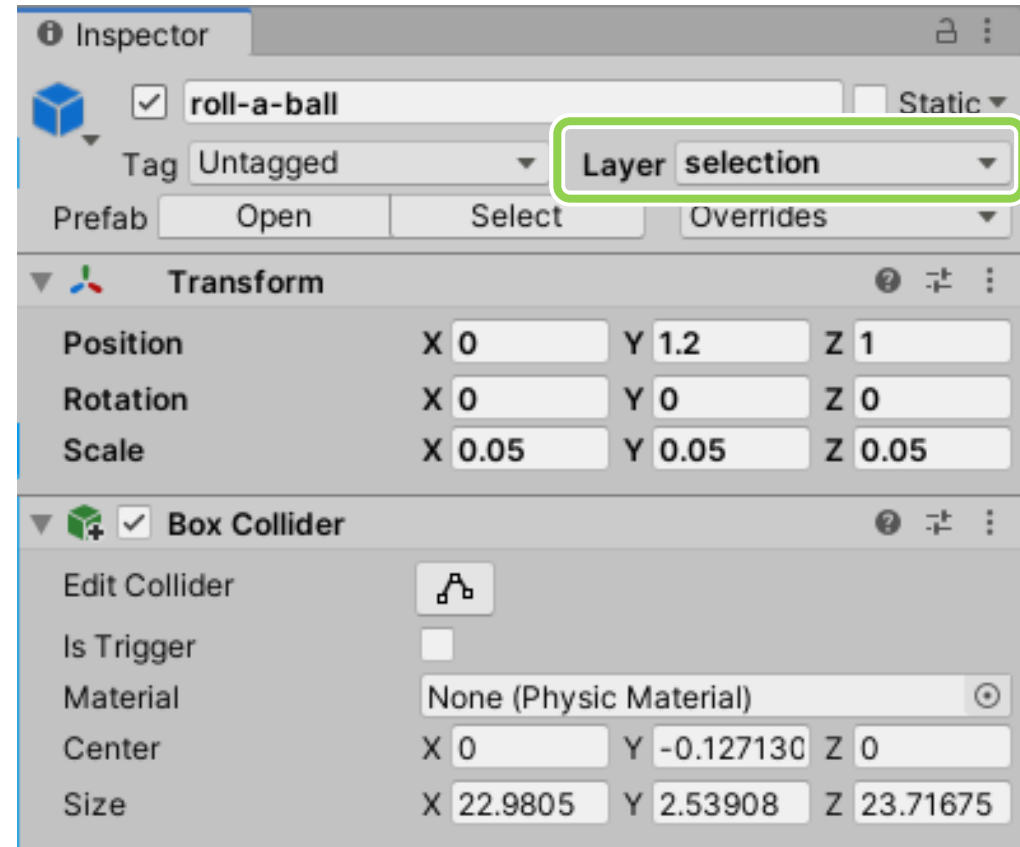 Inspector
roll-a-ball Static
Tag Untagged Layer selection
Prefab Open Select Overrides
Transform
Position X 0 Y 1.2 Z 1
Rotation X 0 Y 0 Z 0
Scale X 0.05 Y 0.05 Z 0.05
Box Collider
Edit Collider
Is Trigger
Material None (Physic Material)
Center X 0 Y -0.127130 Z 0
Size X 22.9805 Y 2.53908 Z 23.71675